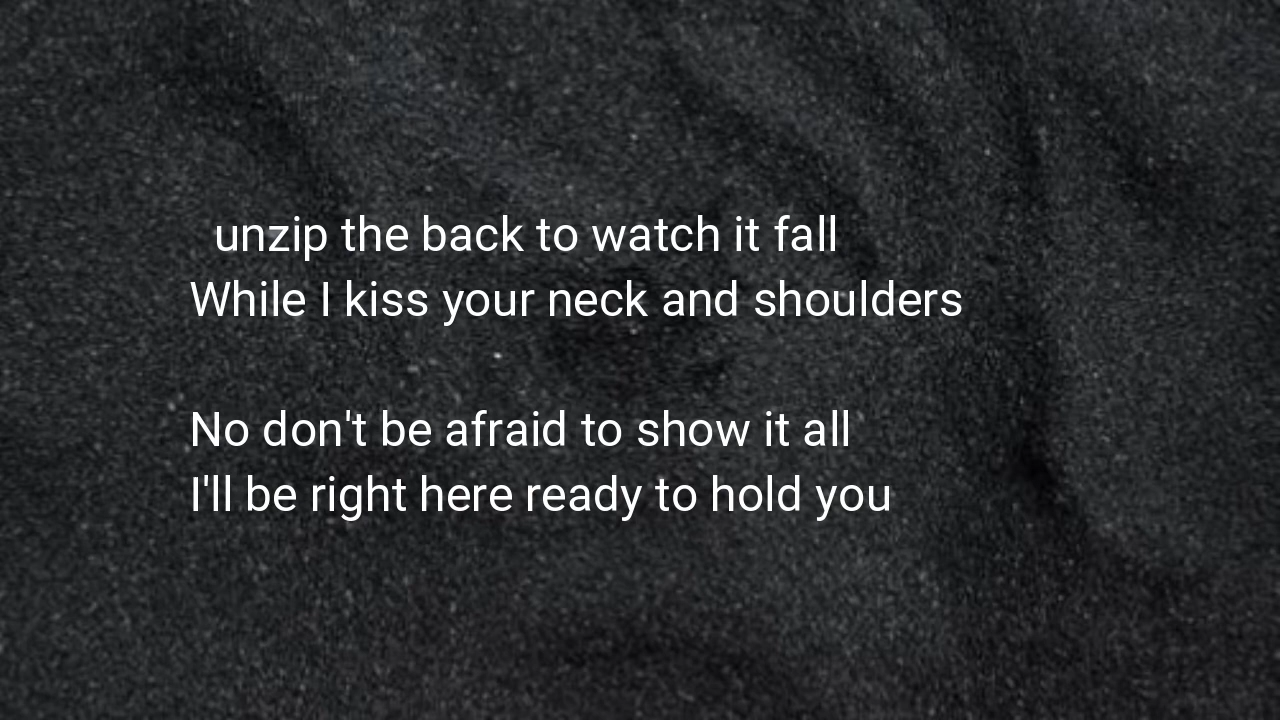 unzip the back to watch it fall
While I kiss your neck and shoulders
No don't be afraid to show it all
I'll be right here ready to hold you